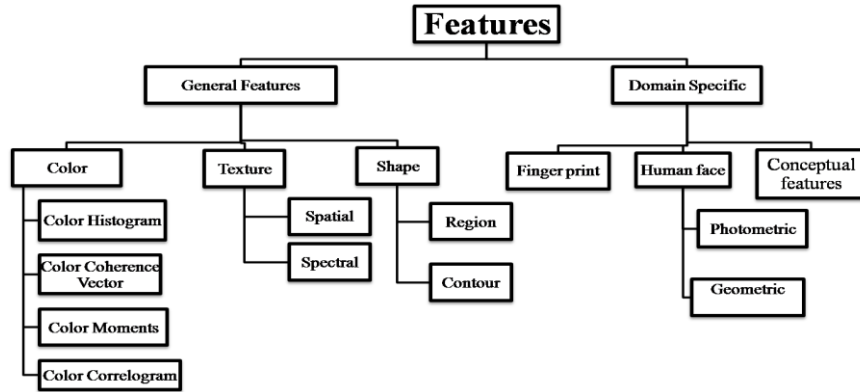 Features
General Features
Domain Specific
Color
Texture
Shape
Finger print
Human face
Conceptual
features
Color Histogram
Color Coherence
Vector
Color Moments
Color Correlogram
Spatial
Spectral
Region
Contour
Photometric
Geometric